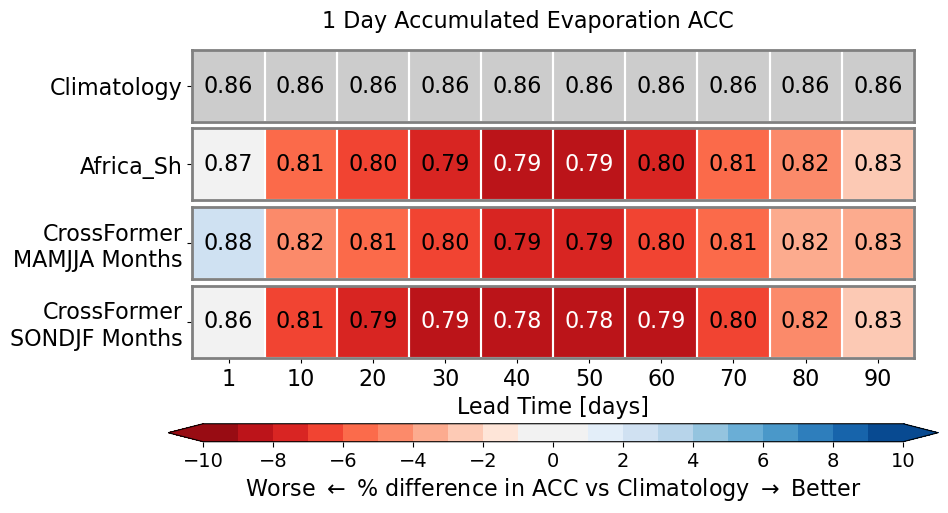 1 Day Accumulated Evaporation ACC
Climatology 0.86 0.86 0.86 0.86 0.86 0.86 0.86 0.86 0.86 0.86
Africa_Sh 0.87 0.81 0.80 0.79 0.79 0.79 0.80 0.81 0.82 0.83
CrossFormer
MAMJJA Months 0.88 0.82 0.81 0.80 0.79 0.79 0.80 0.81 0.82 0.83
CrossFormer
SONDJF Months 0.86 0.81 0.79 0.79 0.78 0.78 0.79 0.80 0.82 0.83
1 10 20 30 40 50 60 70 80 90
Lead Time [days]
−10 −8 −6 −4 −2 0 2 4 6 8 10
Worse ← % difference in ACC vs Climatology → Better